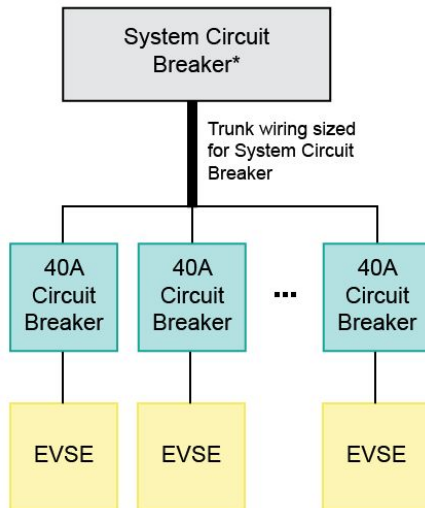 System Circuit
Breaker*
Trunk wiring sized
for System Circuit
Breaker
40A
Circuit
Breaker
40A
Circuit
Breaker
...
40A
Circuit
Breaker
EVSE
EVSE
EVSE